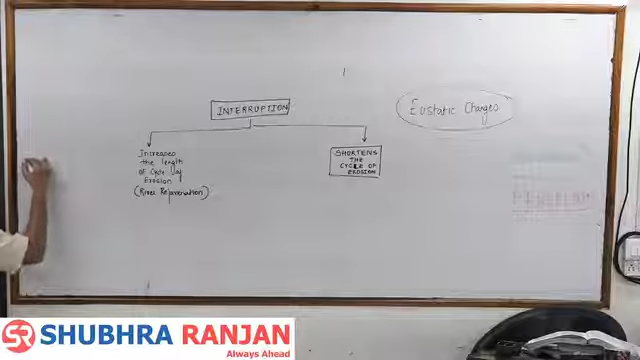 INTERRUPTION
Eustatic Changes
Increases
the length
of cycle of
Erosion
(River Rejuvenation)
SHORTENS
THE
CYCLE OF
EROSION
SR SHUBHRA RANJAN
Always Ahead